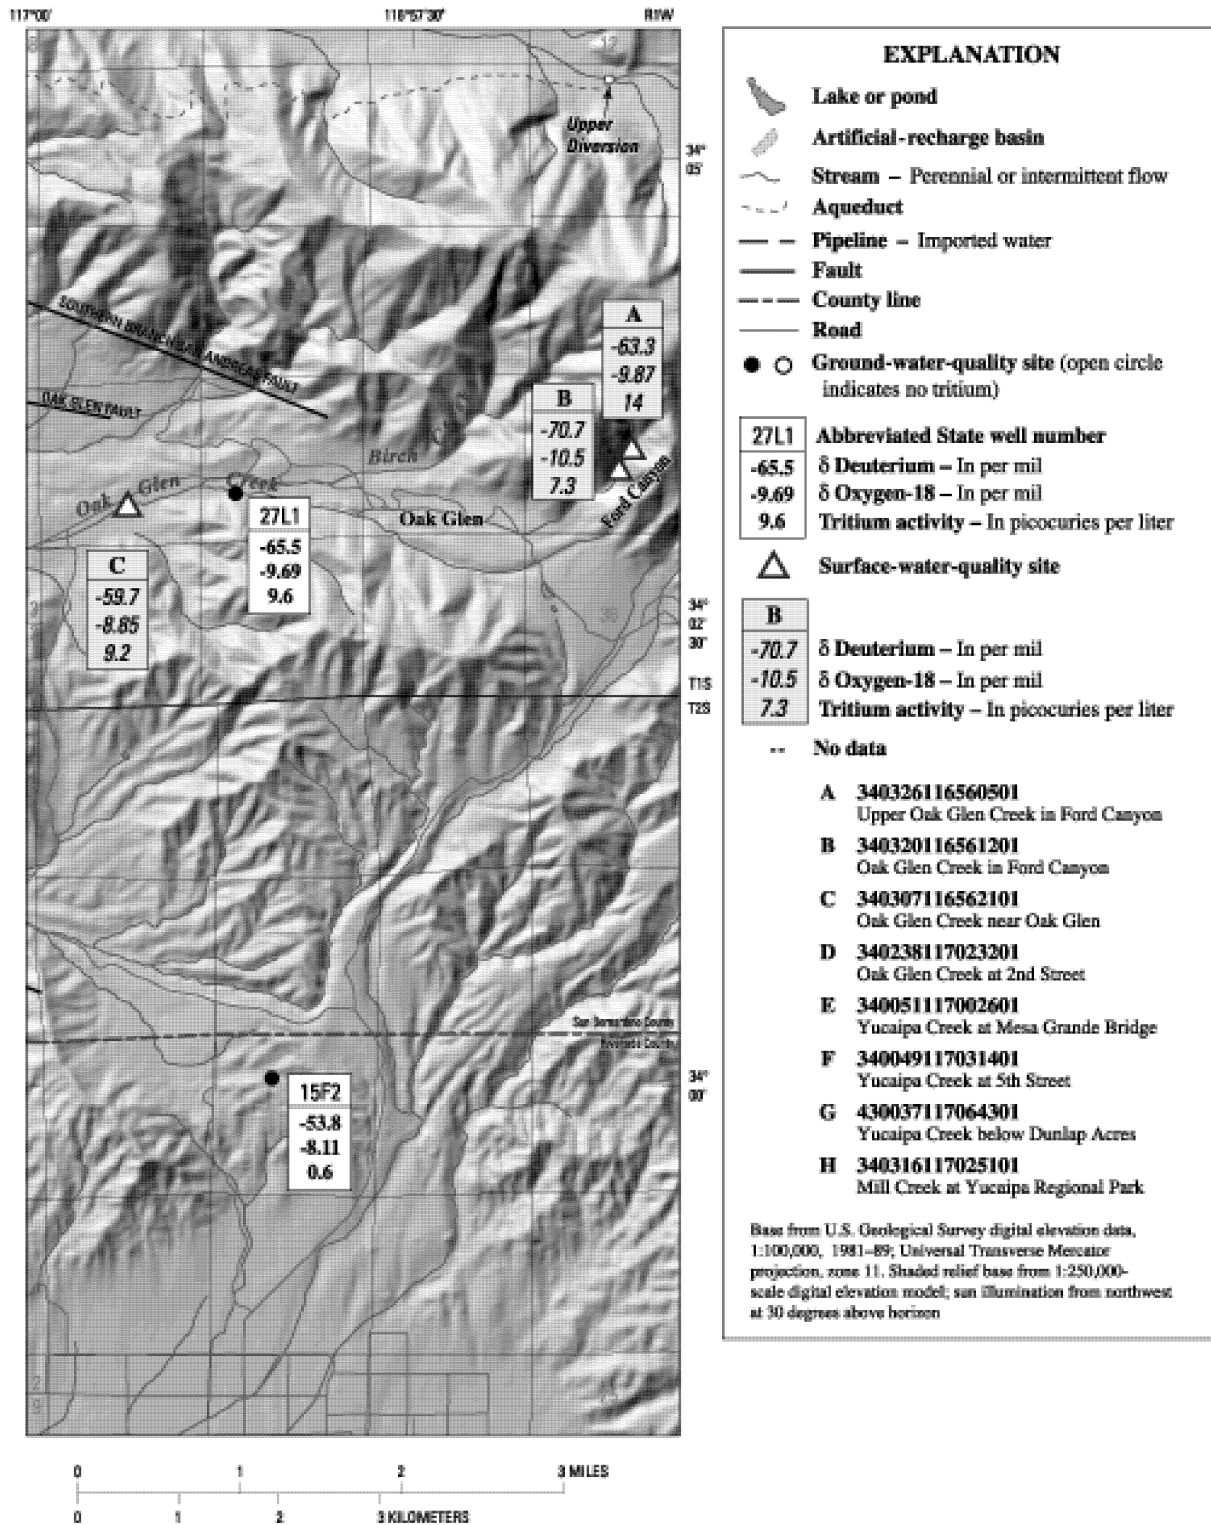 117°00'
116°57'30"
R1W
Upper
Diversion
34°
05'
SOUTHERN BRANCH SAN ANDREAS FAULT
OAK GLEN FAULT
A
-63.3
-9.87
14
B
-70.7
-10.5
7.3
Birch
Creek
Oak Glen Creek
Oak Glen
Ford Canyon
27L1
-65.5
-9.69
9.6
C
-59.7
-8.85
9.2
34°
02'
30"
T1S
T2S
San Bernardino County
Riverside County
34°
00'
15F2
-53.8
-8.11
0.6
0 1 2 3 MILES
0 1 2 3 KILOMETERS
EXPLANATION
Lake or pond
Artificial-recharge basin
Stream – Perennial or intermittent flow
Aqueduct
Pipeline – Imported water
Fault
County line
Road
Ground-water-quality site (open circle
indicates no tritium)
27L1 Abbreviated State well number
-65.5 δ Deuterium – In per mil
-9.69 δ Oxygen-18 – In per mil
9.6 Tritium activity – In picocuries per liter
Surface-water-quality site
B
-70.7 δ Deuterium – In per mil
-10.5 δ Oxygen-18 – In per mil
7.3 Tritium activity – In picocuries per liter
-- No data
A 340326116560501
Upper Oak Glen Creek in Ford Canyon
B 340320116561201
Oak Glen Creek in Ford Canyon
C 340307116562101
Oak Glen Creek near Oak Glen
D 340238117023201
Oak Glen Creek at 2nd Street
E 340051117002601
Yucaipa Creek at Mesa Grande Bridge
F 340049117031401
Yucaipa Creek at 5th Street
G 430037117064301
Yucaipa Creek below Dunlap Acres
H 340316117025101
Mill Creek at Yucaipa Regional Park
Base from U.S. Geological Survey digital elevation data,
1:100,000, 1981–89; Universal Transverse Mercator
projection, zone 11. Shaded relief base from 1:250,000-
scale digital elevation model; sun illumination from northwest
at 30 degrees above horizon